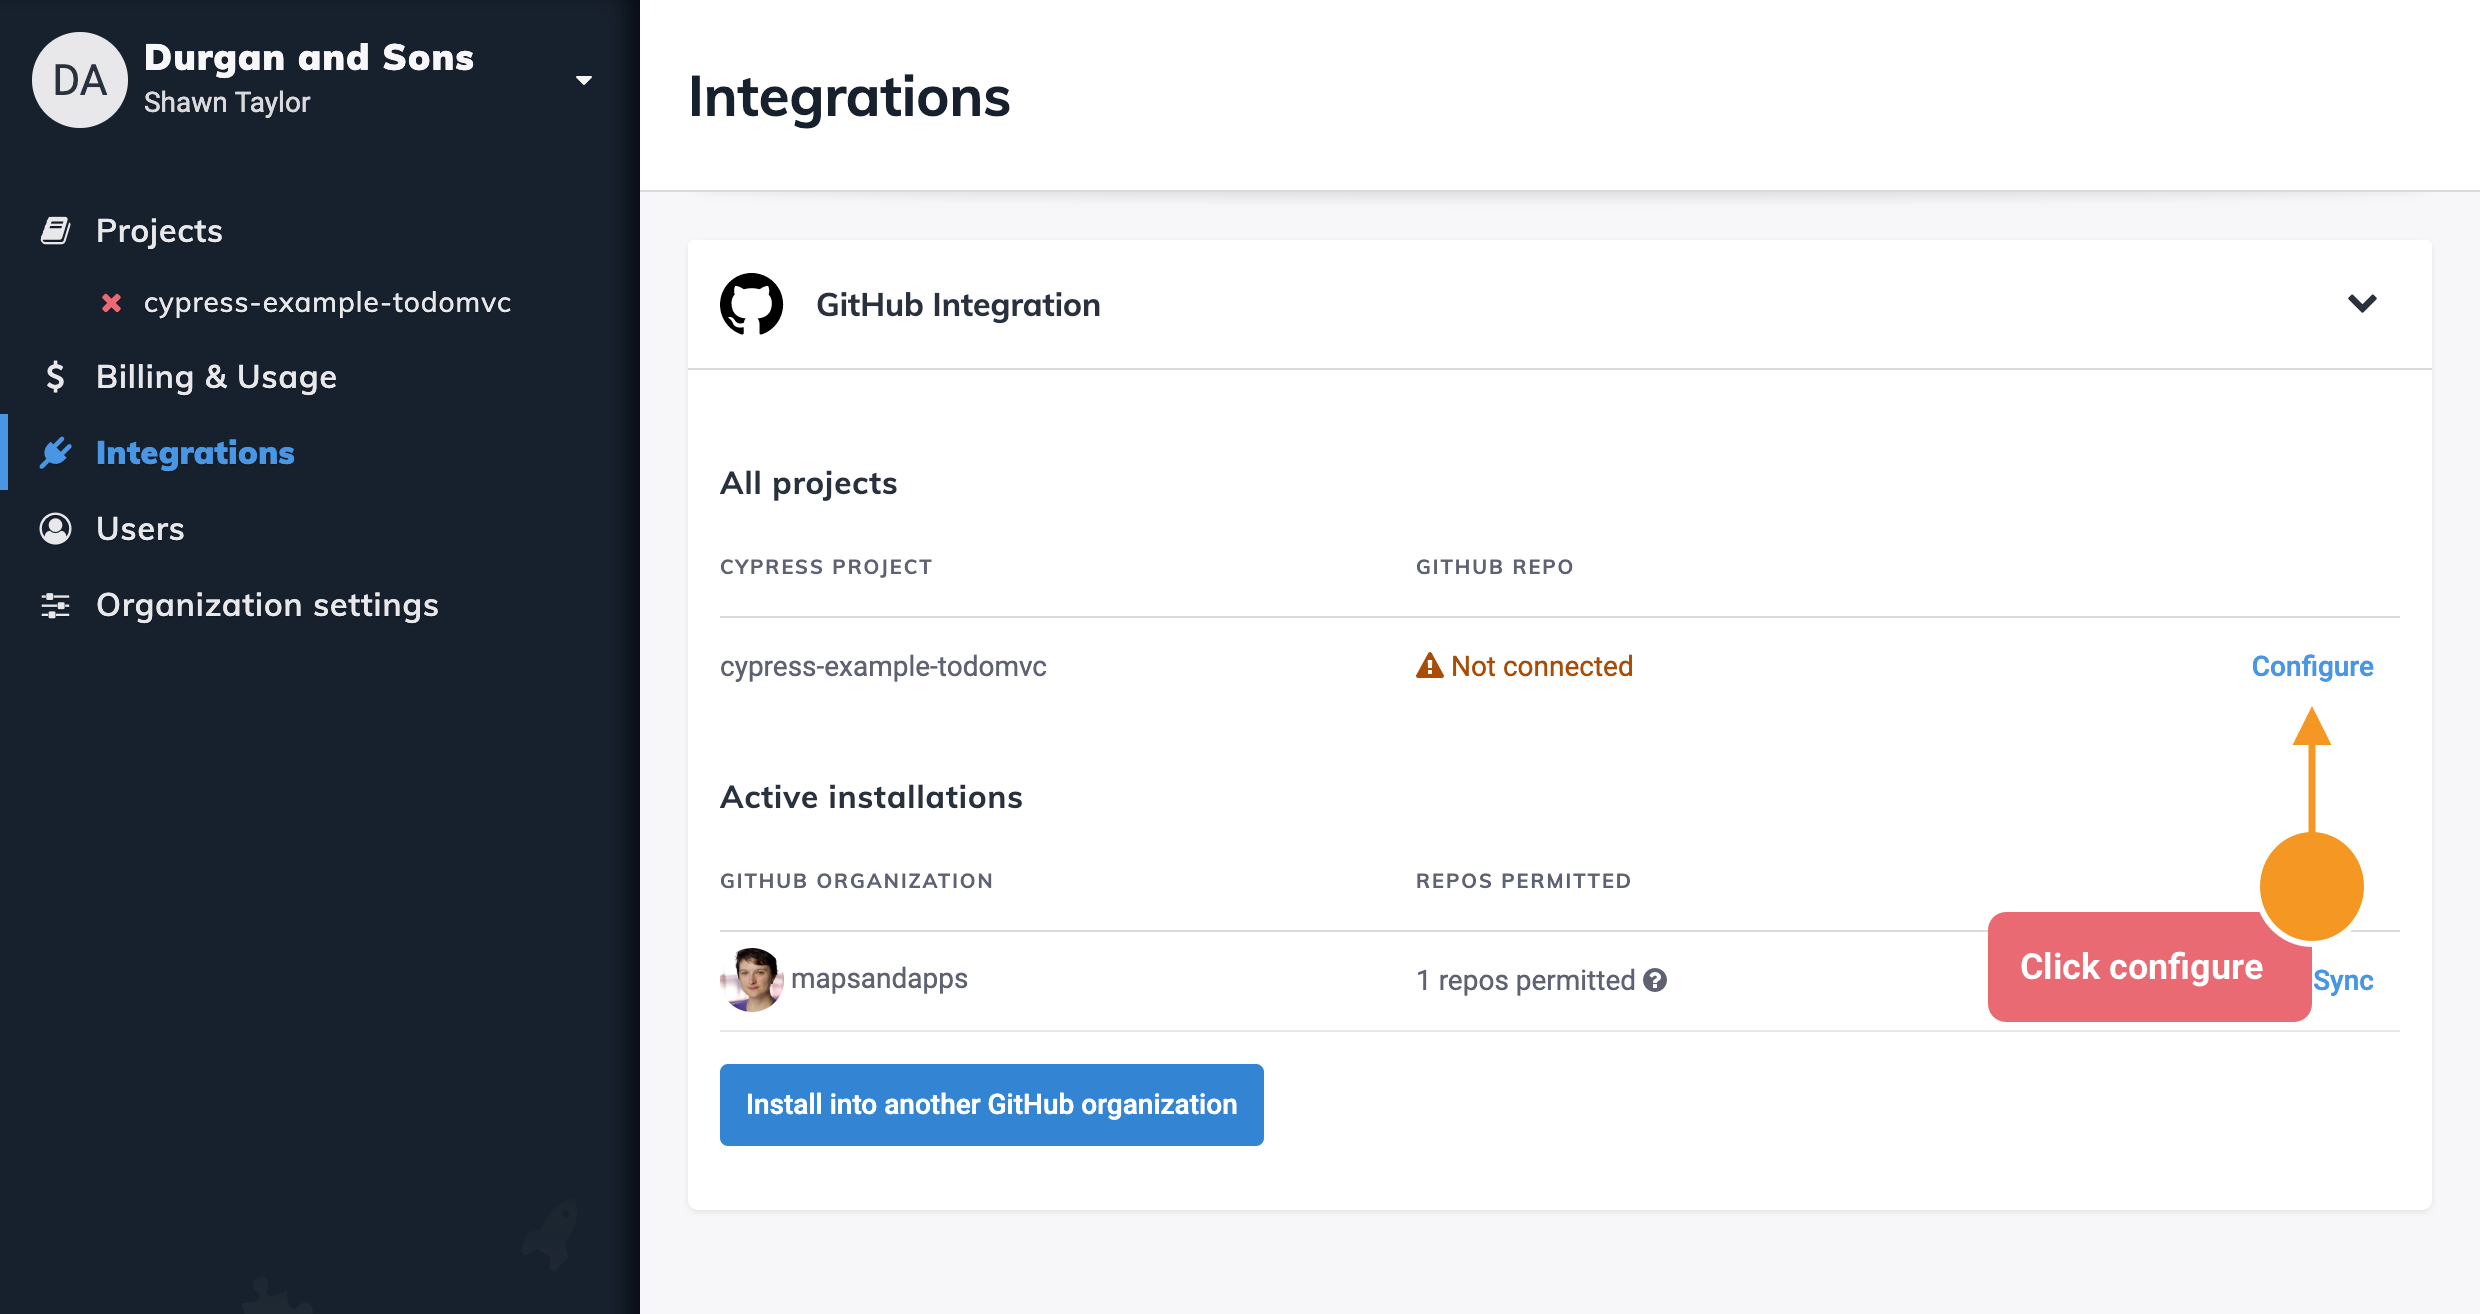 DA
Durgan and Sons
Shawn Taylor
Projects
cypress-example-todomvc
Billing & Usage
Integrations
Users
Organization settings
Integrations
GitHub Integration
All projects
CYPRESS PROJECT GITHUB REPO
cypress-example-todomvc Not connected Configure
Active installations
GITHUB ORGANIZATION REPOS PERMITTED
mapsandapps 1 repos permitted Sync
Click configure
Install into another GitHub organization